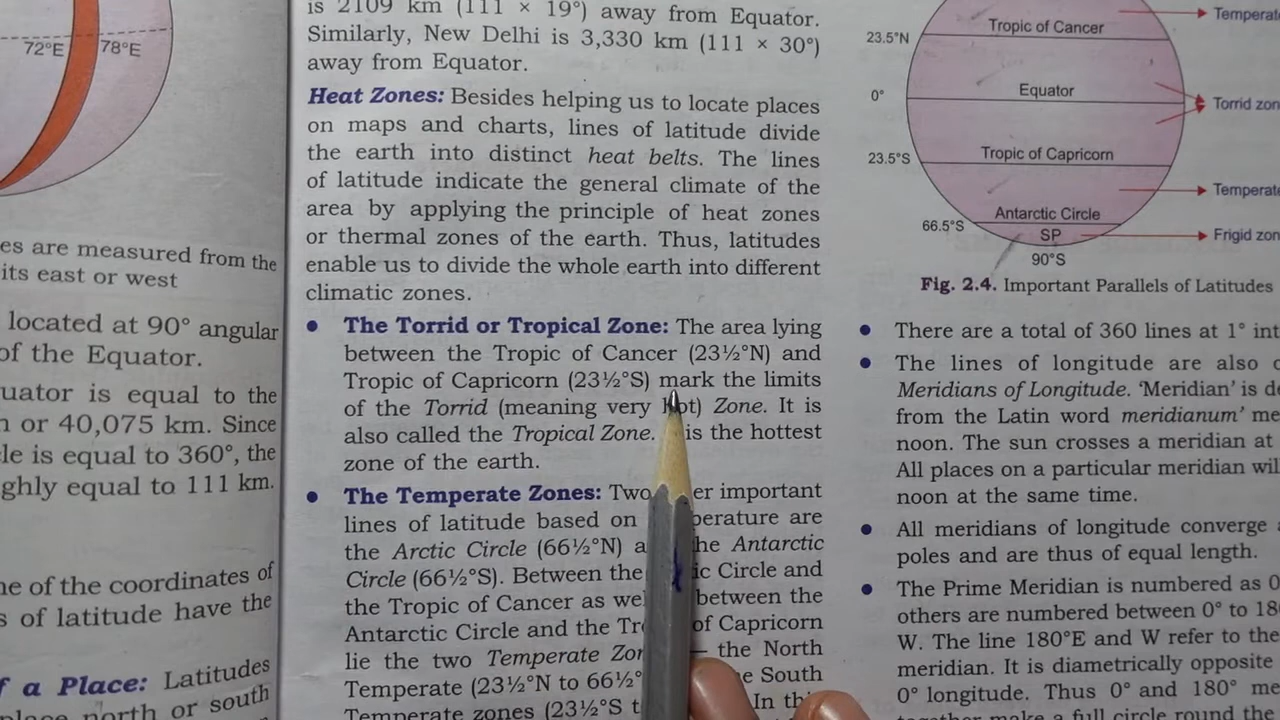 72°E 78°E
es are measured from the
its east or west
located at 90° angular
of the Equator.
uator is equal to the
or 40,075 km. Since
le is equal to 360°, the
ghly equal to 111 km.
ne of the coordinates of
s of latitude have the
f a Place: Latitudes
place north or south
is 2109 km (111 × 19°) away from Equator.
Similarly, New Delhi is 3,330 km (111 × 30°)
away from Equator.
Heat Zones: Besides helping us to locate places
on maps and charts, lines of latitude divide
the earth into distinct heat belts. The lines
of latitude indicate the general climate of the
area by applying the principle of heat zones
or thermal zones of the earth. Thus, latitudes
enable us to divide the whole earth into different
climatic zones.
• The Torrid or Tropical Zone: The area lying
between the Tropic of Cancer (23½°N) and
Tropic of Capricorn (23½°S) mark the limits
of the Torrid (meaning very hot) Zone. It is
also called the Tropical Zone. is the hottest
zone of the earth.
• The Temperate Zones: Two er important
lines of latitude based on perature are
the Arctic Circle (66½°N) a he Antarctic
Circle (66½°S). Between the ic Circle and
the Tropic of Cancer as wel between the
Antarctic Circle and the Tr of Capricorn
lie the two Temperate Zon — the North
Temperate (23½°N to 66½° e South
Temperate zones (23½°S t In thi
Temperat
Tropic of Cancer
23.5°N
Equator
0°
Torrid zon
Tropic of Capricorn
23.5°S
Temperat
Antarctic Circle
66.5°S
SP
Frigid zon
90°S
Fig. 2.4. Important Parallels of Latitudes
• There are a total of 360 lines at 1° int
• The lines of longitude are also
Meridians of Longitude. ‘Meridian’ is d
from the Latin word meridianum’ me
noon. The sun crosses a meridian at
All places on a particular meridian wil
noon at the same time.
• All meridians of longitude converge
poles and are thus of equal length.
• The Prime Meridian is numbered as 0
others are numbered between 0° to 18
W. The line 180°E and W refer to the
meridian. It is diametrically opposite
0° longitude. Thus 0° and 180° me
together make a full circle round the